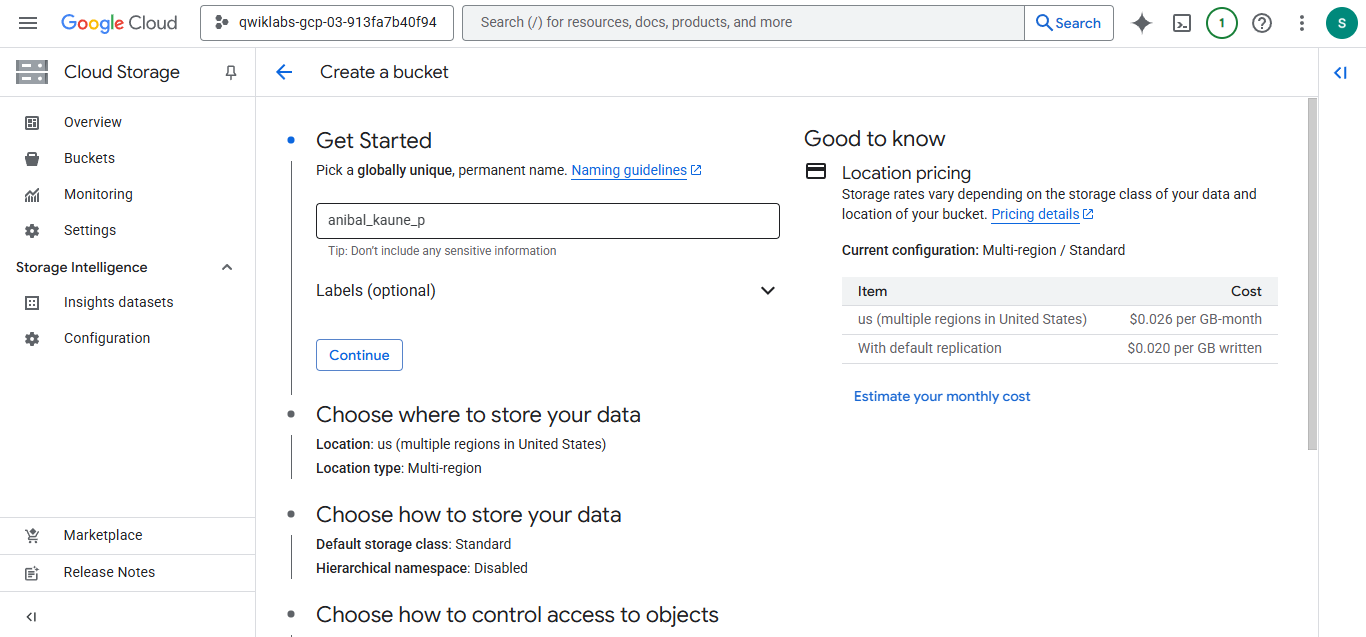 Google Cloud
qwiklabs-gcp-03-913fa7b40f94
Search (/) for resources, docs, products, and more
Search
1
S
Cloud Storage
Overview
Buckets
Monitoring
Settings
Storage Intelligence
Insights datasets
Configuration
Marketplace
Release Notes
Create a bucket
Get Started
Pick a globally unique, permanent name. Naming guidelines
anibal_kaune_p
Tip: Don't include any sensitive information
Labels (optional)
Continue
Choose where to store your data
Location: us (multiple regions in United States)
Location type: Multi-region
Choose how to store your data
Default storage class: Standard
Hierarchical namespace: Disabled
Choose how to control access to objects
Good to know
Location pricing
Storage rates vary depending on the storage class of your data and
location of your bucket. Pricing details
Current configuration: Multi-region / Standard
Item Cost
us (multiple regions in United States) $0.026 per GB-month
With default replication $0.020 per GB written
Estimate your monthly cost